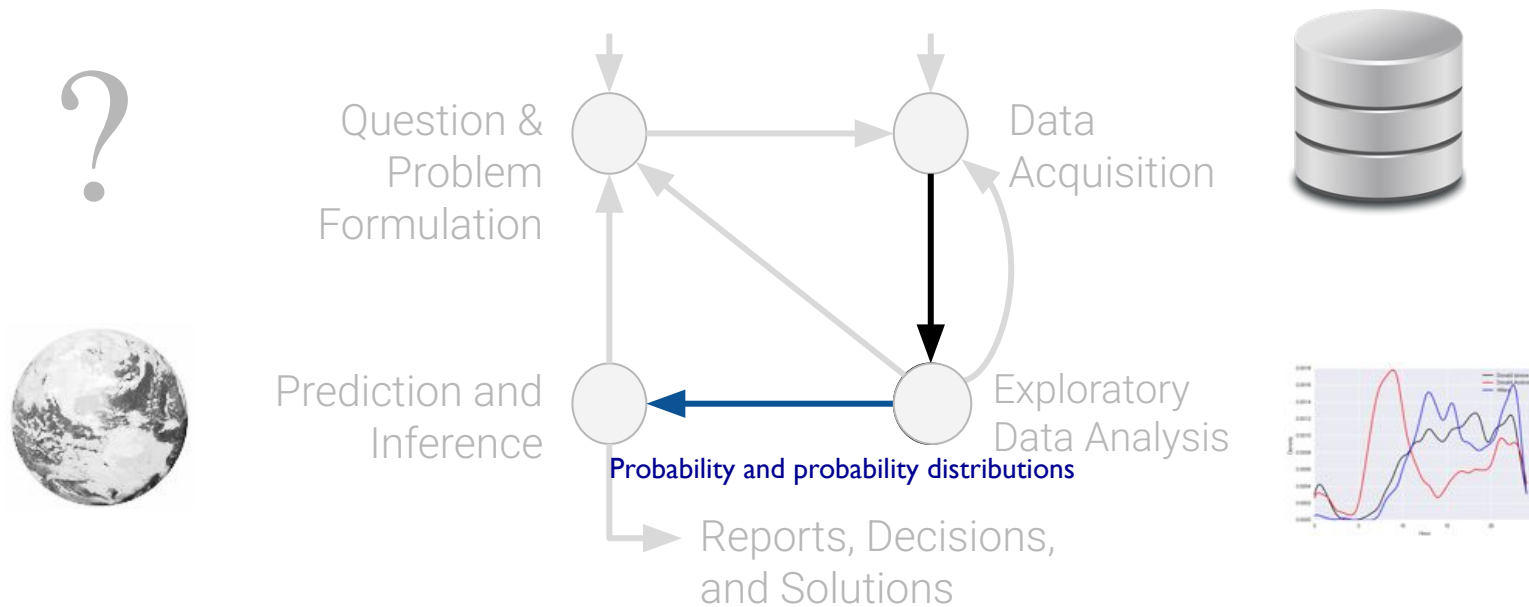 ?
Question &
Problem
Formulation
Data
Acquisition
Prediction and
Inference
Exploratory
Data Analysis
Probability and probability distributions
Reports, Decisions,
and Solutions